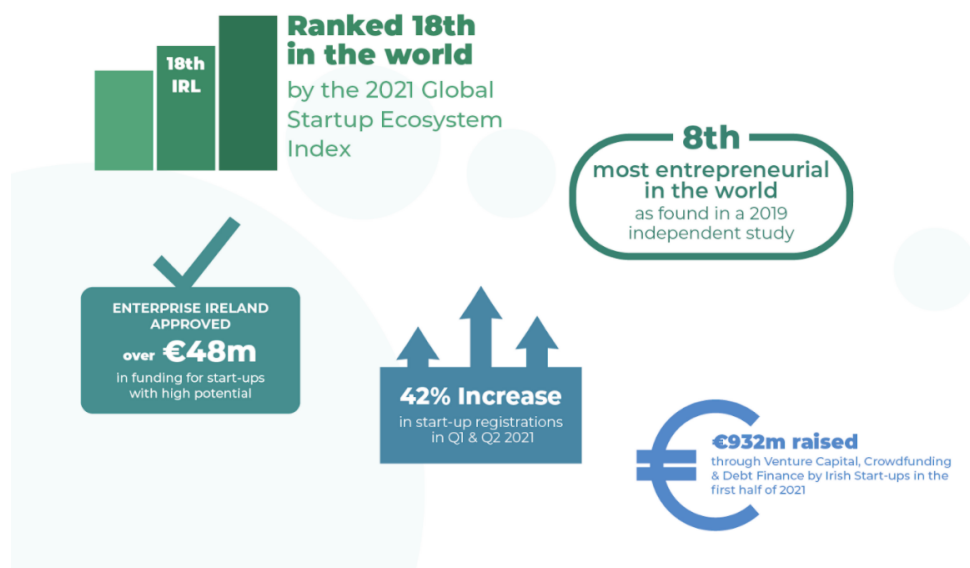 18th
IRL
Ranked 18th
in the world
by the 2021 Global
Startup Ecosystem
Index
8th
most entrepreneurial
in the world
as found in a 2019
independent study
ENTERPRISE IRELAND
APPROVED
over €48m
in funding for start-ups
with high potential
42% Increase
in start-up registrations
in Q1 & Q2 2021
€932m raised
through Venture Capital, Crowdfunding
& Debt Finance by Irish Start-ups in the
first half of 2021